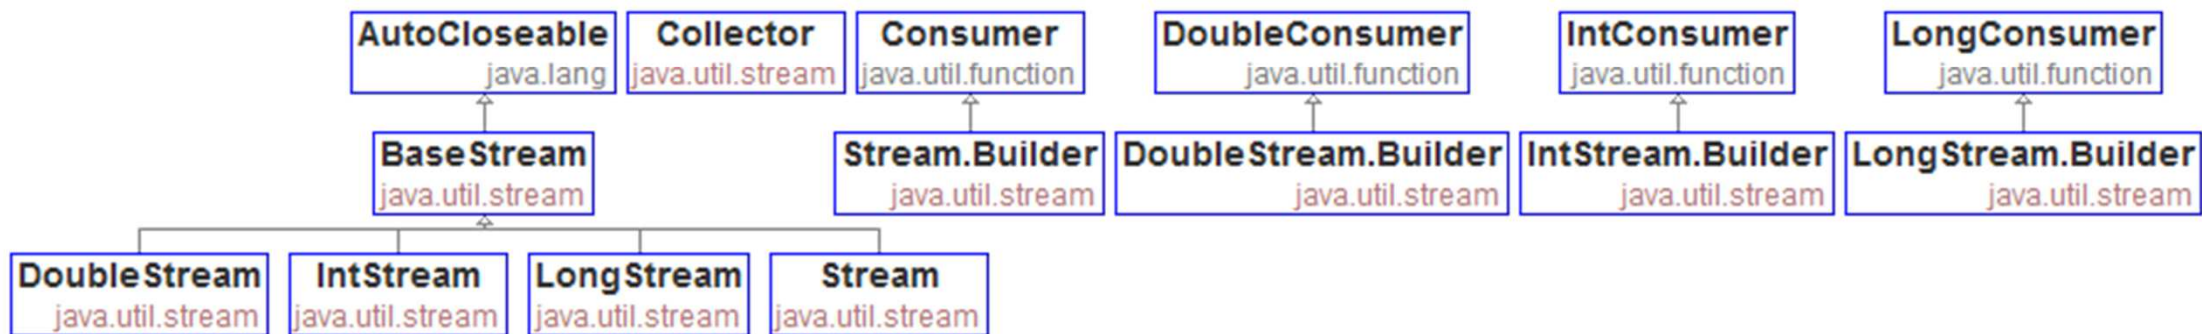 AutoCloseable
java.lang
Collector
java.util.stream
Consumer
java.util.function
DoubleConsumer
java.util.function
IntConsumer
java.util.function
LongConsumer
java.util.function
BaseStream
java.util.stream
Stream.Builder
java.util.stream
DoubleStream.Builder
java.util.stream
IntStream.Builder
java.util.stream
LongStream.Builder
java.util.stream
DoubleStream
java.util.stream
IntStream
java.util.stream
LongStream
java.util.stream
Stream
java.util.stream